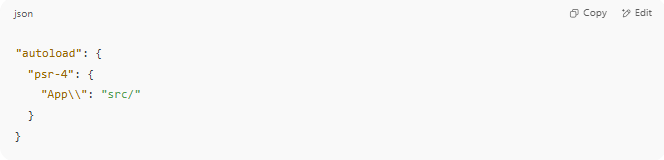 json Copy Edit
"autoload": {
  "psr-4": {
    "App\\": "src/"
  }
}